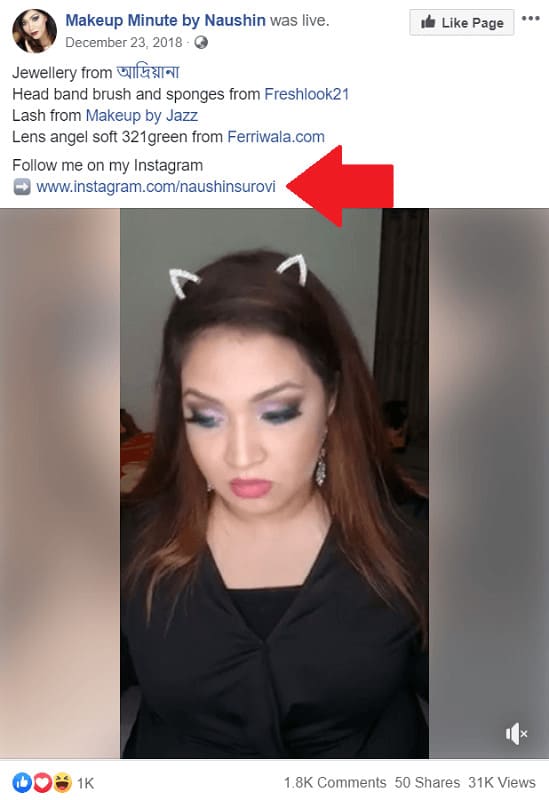 Makeup Minute by Naushin was live.
Like Page
December 23, 2018
Jewellery from আদ্রিয়ানা
Head band brush and sponges from Freshlook21
Lash from Makeup by Jazz
Lens angel soft 321green from Ferriwala.com
Follow me on my Instagram
➡ www.instagram.com/naushinsurovi
1K
1.8K Comments 50 Shares 31K Views